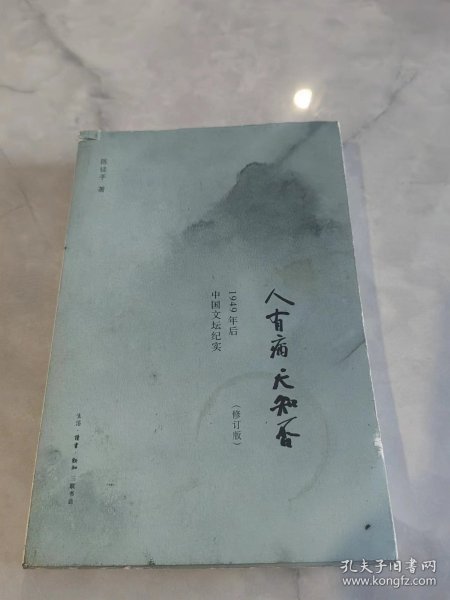 人有病 天知否
（修订版）
1949年后
中国文坛纪实
陈徒手 著
生活·读书·新知 三联书店
孔夫子旧书网
www.kongfz.com